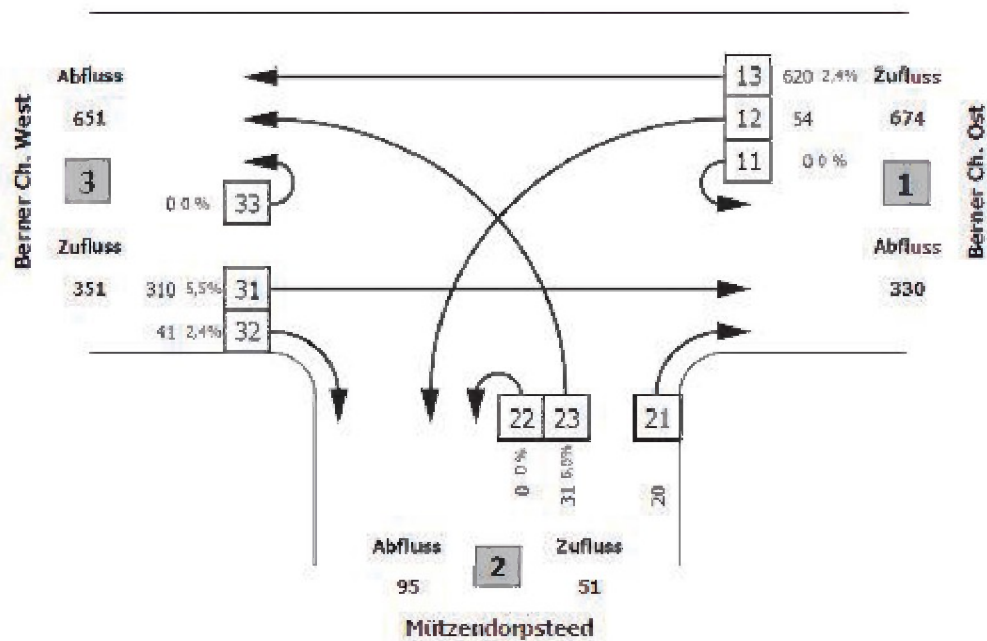 Abfluss
651
3
Berner Ch. West
Zufluss
351
0 0 %
33
310 5,5% 31
41 2,4% 32
13 620 2,4%
12 54
11 0 0 %
Zufluss
674
1
Berner Ch. Ost
Abfluss
330
22 23 21
0 0 %
31
20
Abfluss 2 Zufluss
95 51
Mützendorpsteed